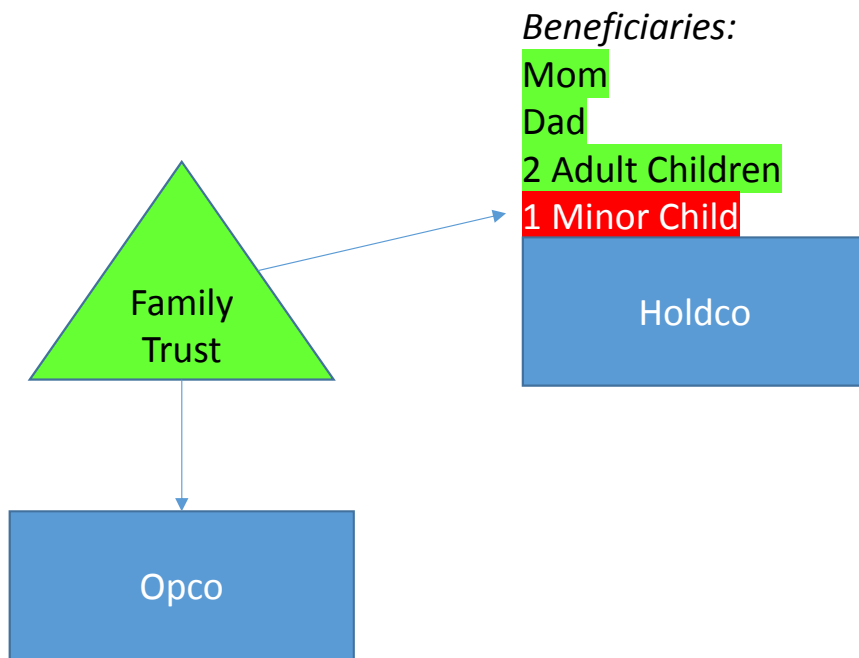 Beneficiaries:
Mom
Dad
2 Adult Children
1 Minor Child
Holdco
Family
Trust
Opco